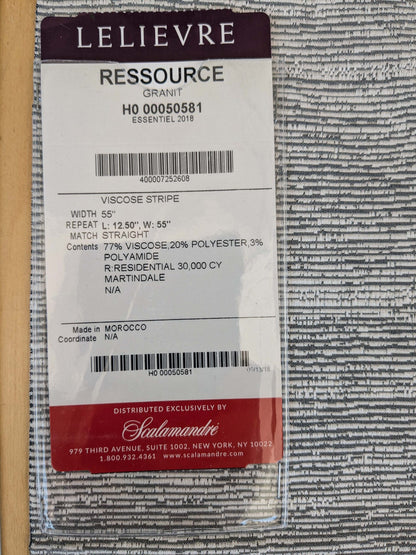 LELIEVRE
RESSOURCE
GRANIT
H0 00050581
ESSENTIEL 2018
400007252608
VISCOSE STRIPE
WIDTH 55"
REPEAT L: 12.50", W: 55"
MATCH STRAIGHT
Contents 77% VISCOSE,20% POLYESTER,3%
POLYAMIDE
R:RESIDENTIAL 30,000 CY
MARTINDALE
N/A
Made in MOROCCO
Coordinate N/A
H0 00050581
DISTRIBUTED EXCLUSIVELY BY
Scalamandré
979 THIRD AVENUE, SUITE 1002, NEW YORK, NY 10022
1.800.932.4361 www.scalamandre.com